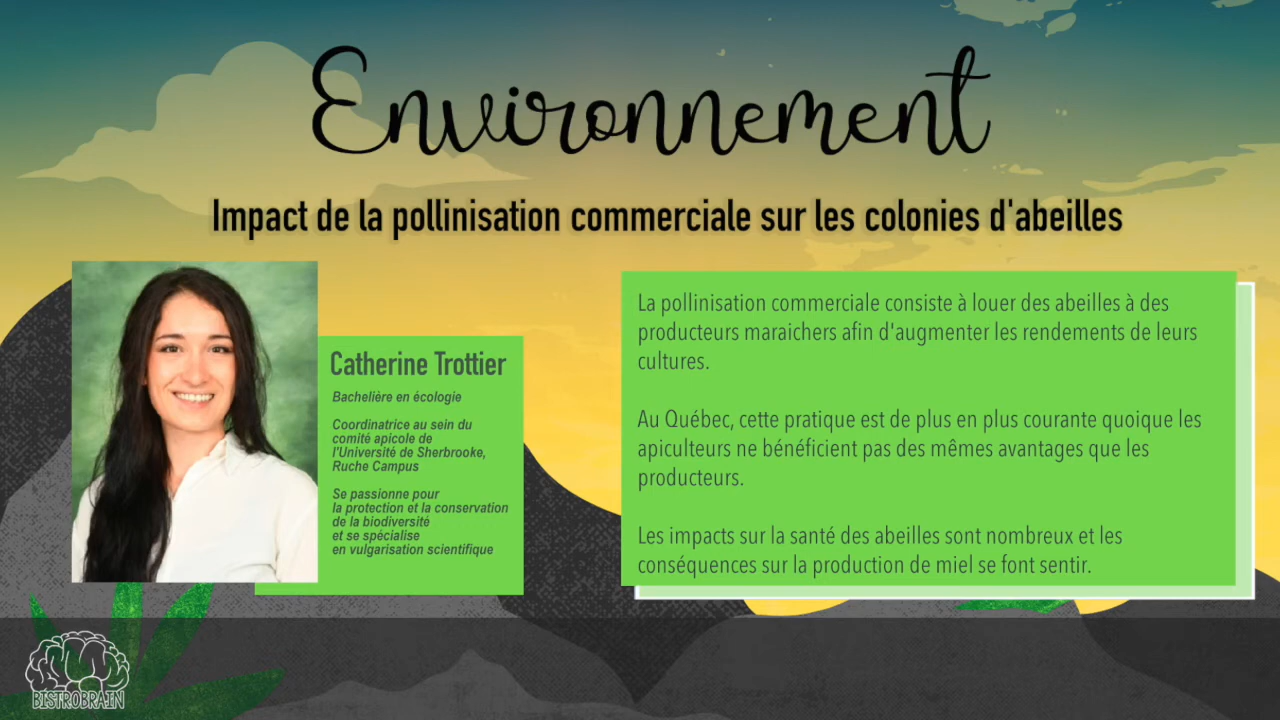 Environnement
Impact de la pollinisation commerciale sur les colonies d'abeilles
Catherine Trottier
Bachelière en écologie
Coordinatrice au sein du
comité apicole de
l'Université de Sherbrooke,
Ruche Campus
Se passionne pour
la protection et la conservation
de la biodiversité
et se spécialise
en vulgarisation scientifique
La pollinisation commerciale consiste à louer des abeilles à des
producteurs maraichers afin d'augmenter les rendements de leurs
cultures.
Au Québec, cette pratique est de plus en plus courante quoique les
apiculteurs ne bénéficient pas des mêmes avantages que les
producteurs.
Les impacts sur la santé des abeilles sont nombreux et les
conséquences sur la production de miel se font sentir.
BISTROBRAIN